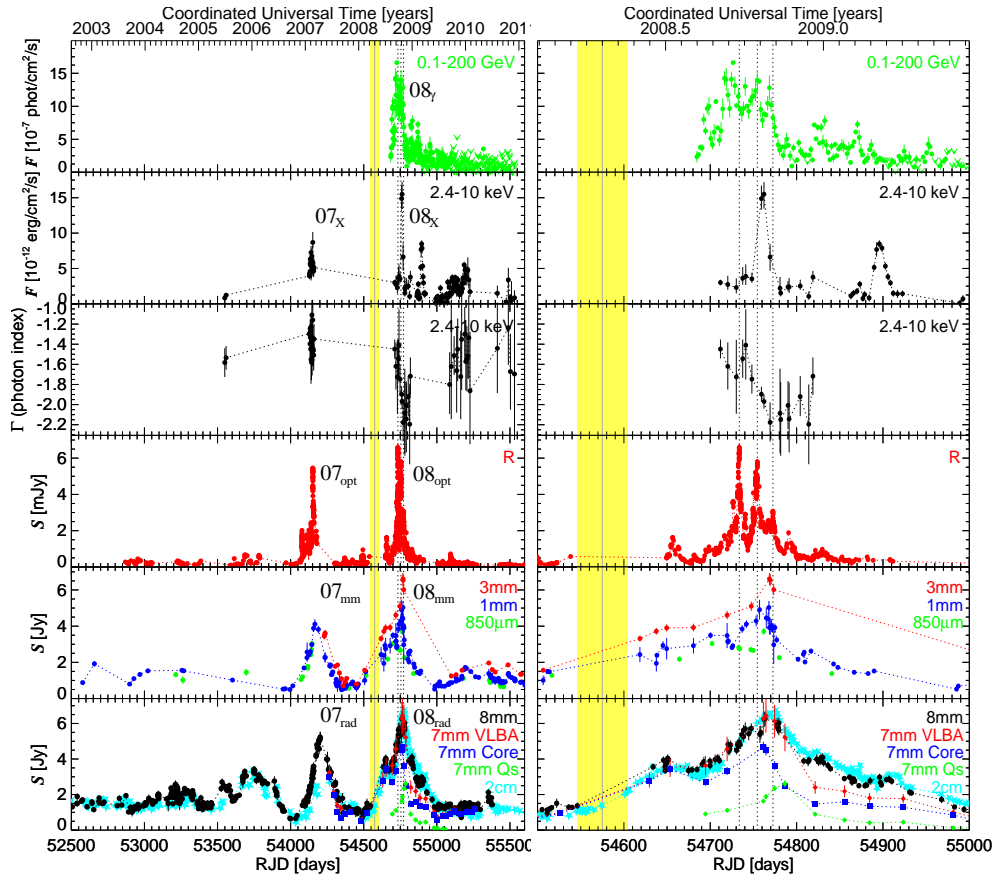 Coordinated Universal Time [years]
Coordinated Universal Time [years]
2003 2004 2005 2006 2007 2008 2009 2010 201
2008.5 2009.0
F [10⁻⁷ phot/cm²/s]
15
10
5
0
0.1-200 GeV
08γ
0.1-200 GeV
F [10⁻¹² erg/cm²/s]
15
10
5
0
2.4-10 keV
07X
08X
2.4-10 keV
Γ (photon index)
-1.0
-1.2
-1.4
-1.6
-1.8
-2.0
-2.2
2.4-10 keV
2.4-10 keV
S [mJy]
6
4
2
0
R
07opt
08opt
R
S [Jy]
6
4
2
0
07mm
08mm
3mm
1mm
850μm
3mm
1mm
850μm
S [Jy]
6
4
2
0
07rad
08rad
8mm
7mm VLBA
7mm Core
7mm Qs
2cm
8mm
7mm VLBA
7mm Core
7mm Qs
2cm
52500 53000 53500 54000 54500 55000 55500
54600 54700 54800 54900 55000
RJD [days]
RJD [days]